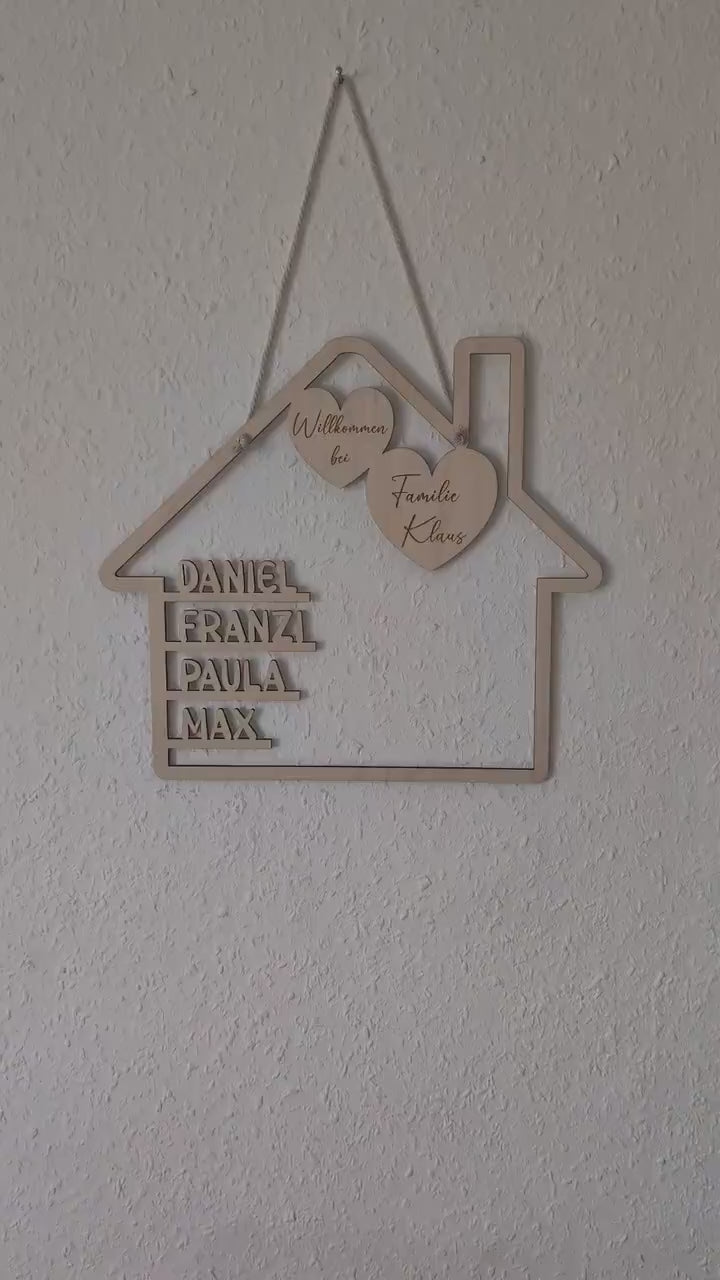 Willkommen
bei
Familie
Klaus
DANIEL
FRANZI
PAULA
MAX